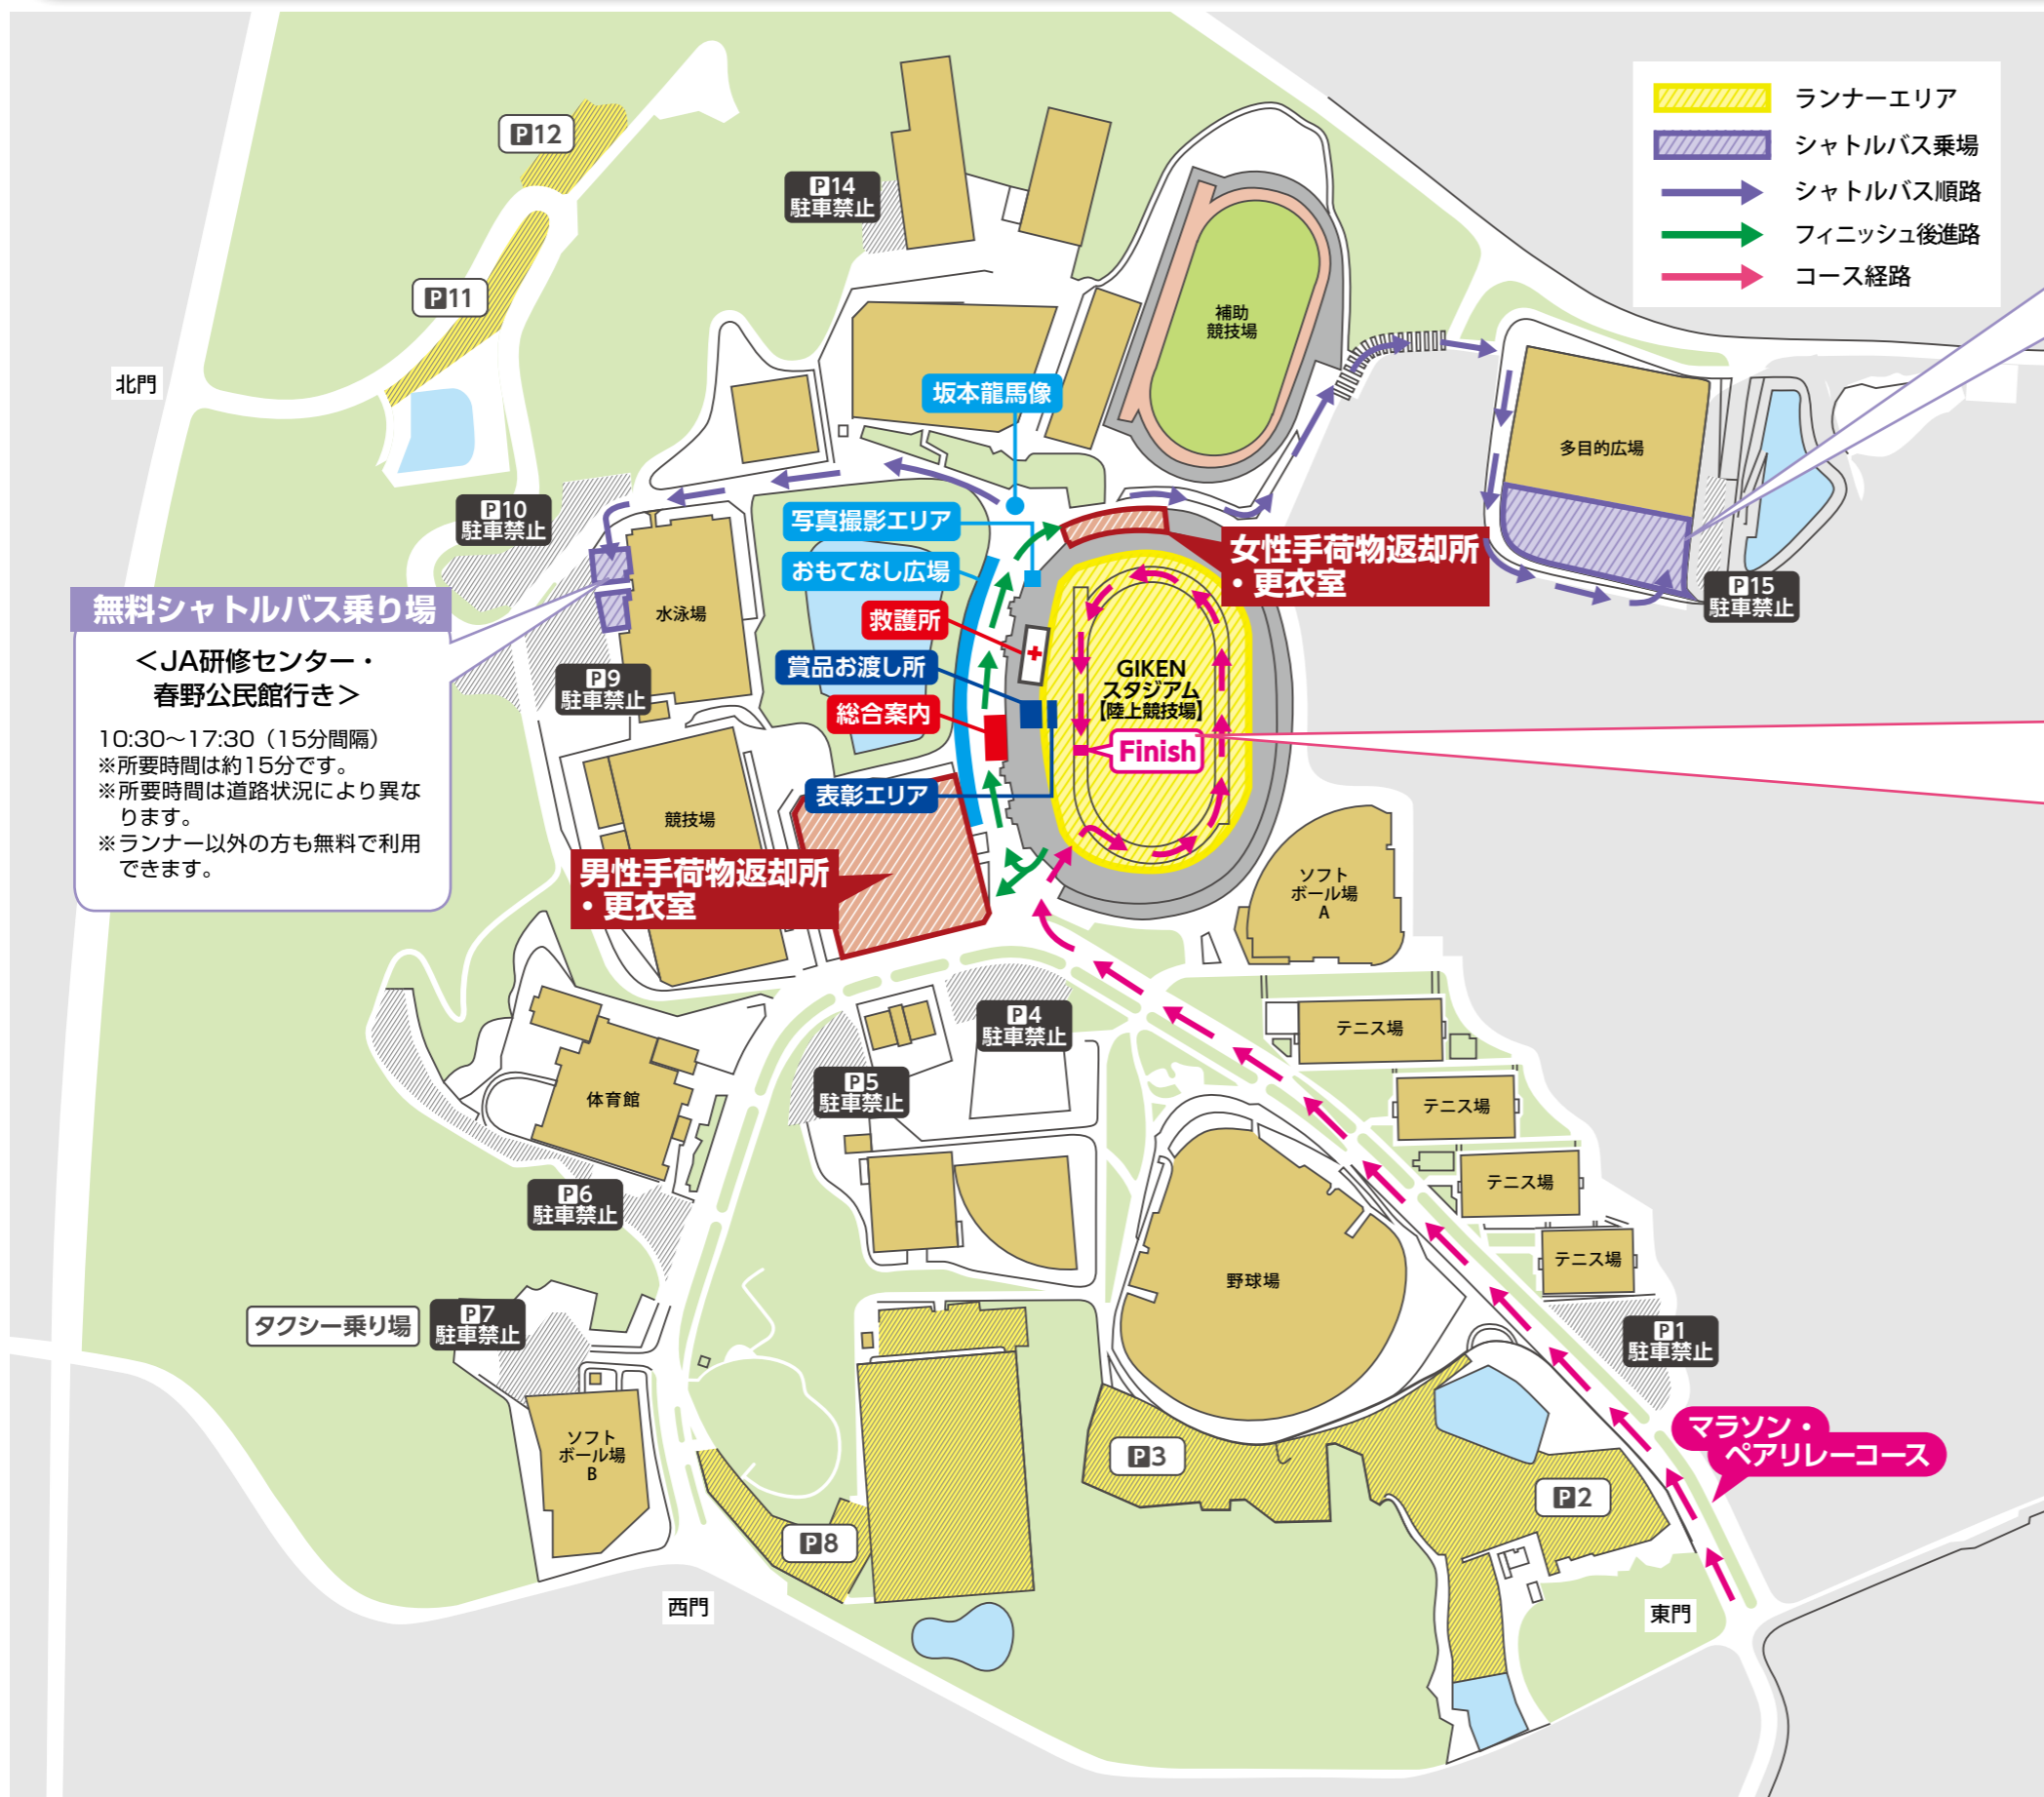 ランナーエリア
シャトルバス乗場
シャトルバス順路
フィニッシュ後進路
コース経路
P12
P14
駐車禁止
P11
北門
補助
競技場
坂本龍馬像
多目的広場
P10
駐車禁止
写真撮影エリア
おもてなし広場
女性手荷物返却所
・更衣室
P15
駐車禁止
無料シャトルバス乗り場
<JA研修センター・
春野公民館行き>
10:30〜17:30(15分間隔)
※所要時間は約15分です。
※所要時間は道路状況により異な
ります。
※ランナー以外の方も無料で利用
できます。
水泳場
救護所
賞品お渡し所
総合案内
P9
駐車禁止
GIKEN
スタジアム
【陸上競技場】
Finish
表彰エリア
競技場
男性手荷物返却所
・更衣室
ソフト
ボール場
A
P4
駐車禁止
テニス場
P5
駐車禁止
体育館
テニス場
テニス場
P6
駐車禁止
テニス場
野球場
タクシー乗り場
P7
駐車禁止
P1
駐車禁止
ソフト
ボール場
B
マラソン・
ペアリレーコース
P3
P2
P8
西門
東門